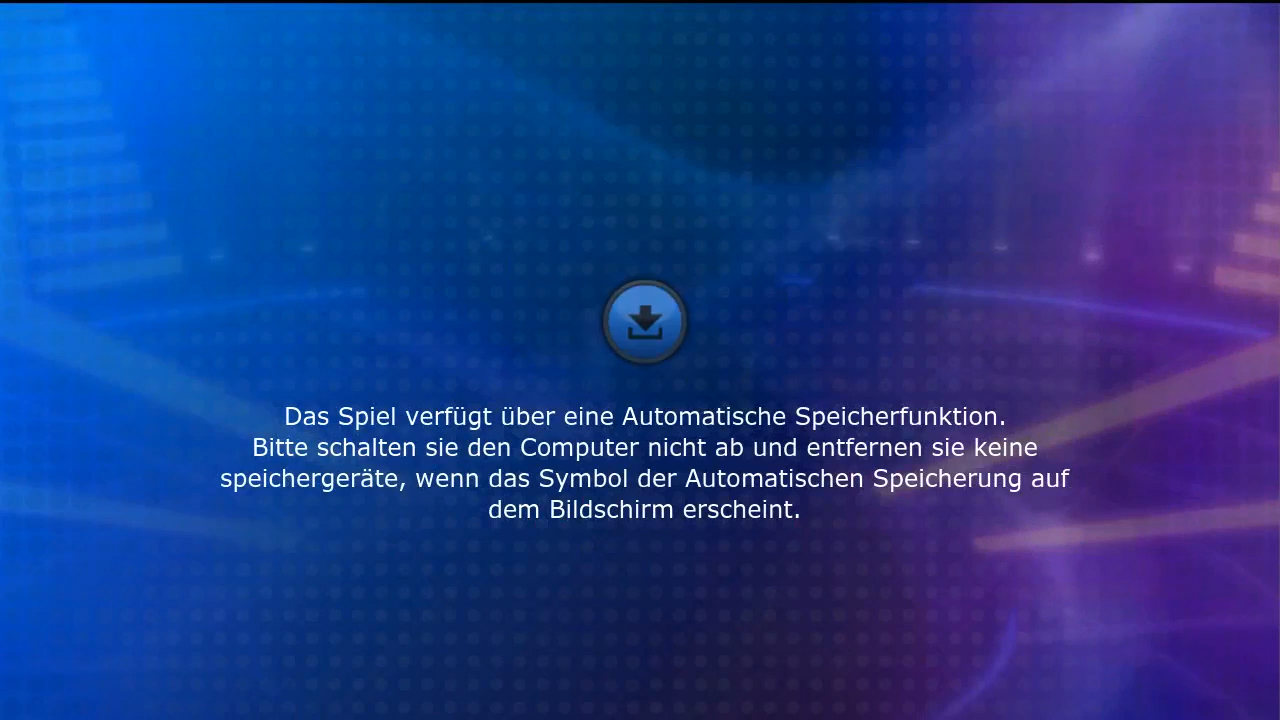 Das Spiel verfügt über eine Automatische Speicherfunktion.
Bitte schalten sie den Computer nicht ab und entfernen sie keine
speichergeräte, wenn das Symbol der Automatischen Speicherung auf
dem Bildschirm erscheint.